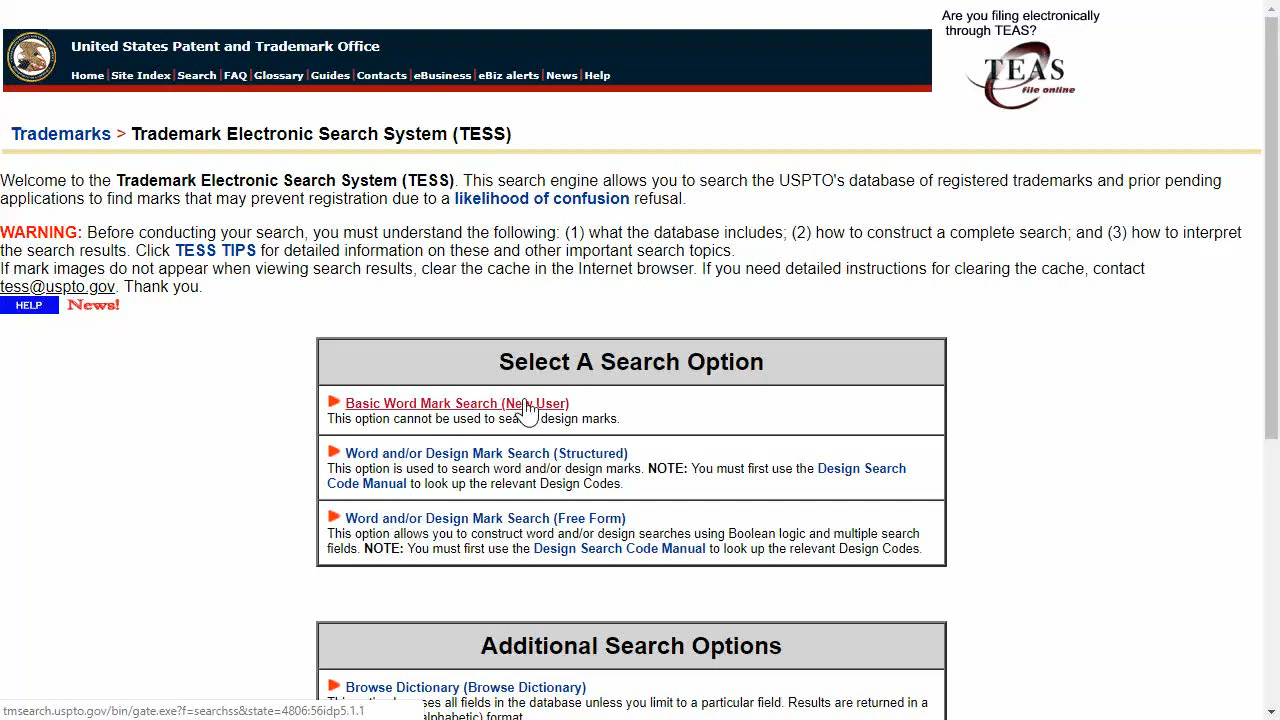 Are you filing electronically
through TEAS?
United States Patent and Trademark Office
Home | Site Index | Search | FAQ | Glossary | Guides | Contacts | eBusiness | eBiz alerts | News | Help
TEAS
file online
Trademarks > Trademark Electronic Search System (TESS)
Welcome to the Trademark Electronic Search System (TESS). This search engine allows you to search the USPTO's database of registered trademarks and prior pending
applications to find marks that may prevent registration due to a likelihood of confusion refusal.
WARNING: Before conducting your search, you must understand the following: (1) what the database includes; (2) how to construct a complete search; and (3) how to interpret
the search results. Click TESS TIPS for detailed information on these and other important search topics.
If mark images do not appear when viewing search results, clear the cache in the Internet browser. If you need detailed instructions for clearing the cache, contact
tess@uspto.gov. Thank you.
HELP News!
Select A Search Option
Basic Word Mark Search (New User)
This option cannot be used to search design marks.
Word and/or Design Mark Search (Structured)
This option is used to search word and/or design marks. NOTE: You must first use the Design Search
Code Manual to look up the relevant Design Codes.
Word and/or Design Mark Search (Free Form)
This option allows you to construct word and/or design searches using Boolean logic and multiple search
fields. NOTE: You must first use the Design Search Code Manual to look up the relevant Design Codes.
Additional Search Options
Browse Dictionary (Browse Dictionary)
all fields in the database unless you limit to a particular field. Results are returned in a
format.
tmsearch.uspto.gov/bin/gate.exe?f=searchss&state=4806:56idp5.1.1